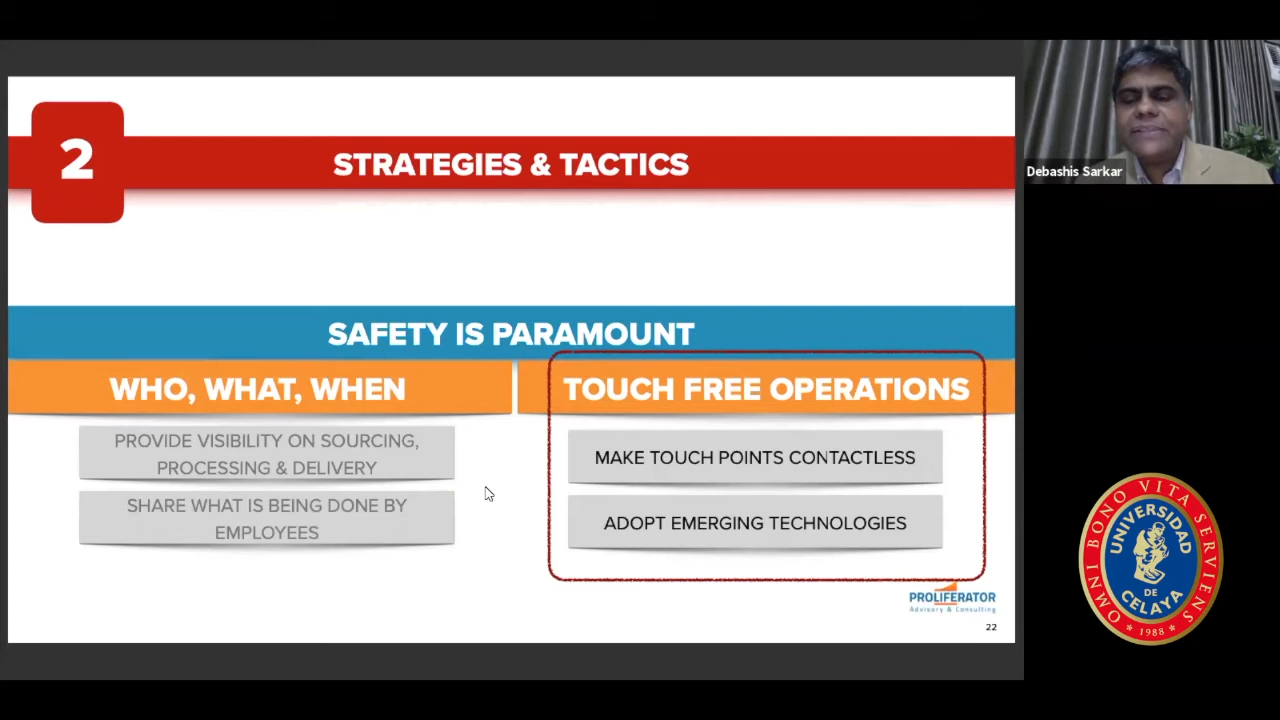 2
STRATEGIES & TACTICS
SAFETY IS PARAMOUNT
WHO, WHAT, WHEN
PROVIDE VISIBILITY ON SOURCING,
PROCESSING & DELIVERY
SHARE WHAT IS BEING DONE BY
EMPLOYEES
TOUCH FREE OPERATIONS
MAKE TOUCH POINTS CONTACTLESS
ADOPT EMERGING TECHNOLOGIES
PROLIFERATOR
Advisory & Consulting
22
Debashis Sarkar
OMNI BONO VITA SERVIENS
UNIVERSIDAD
DE
CELAYA
* 1988 *